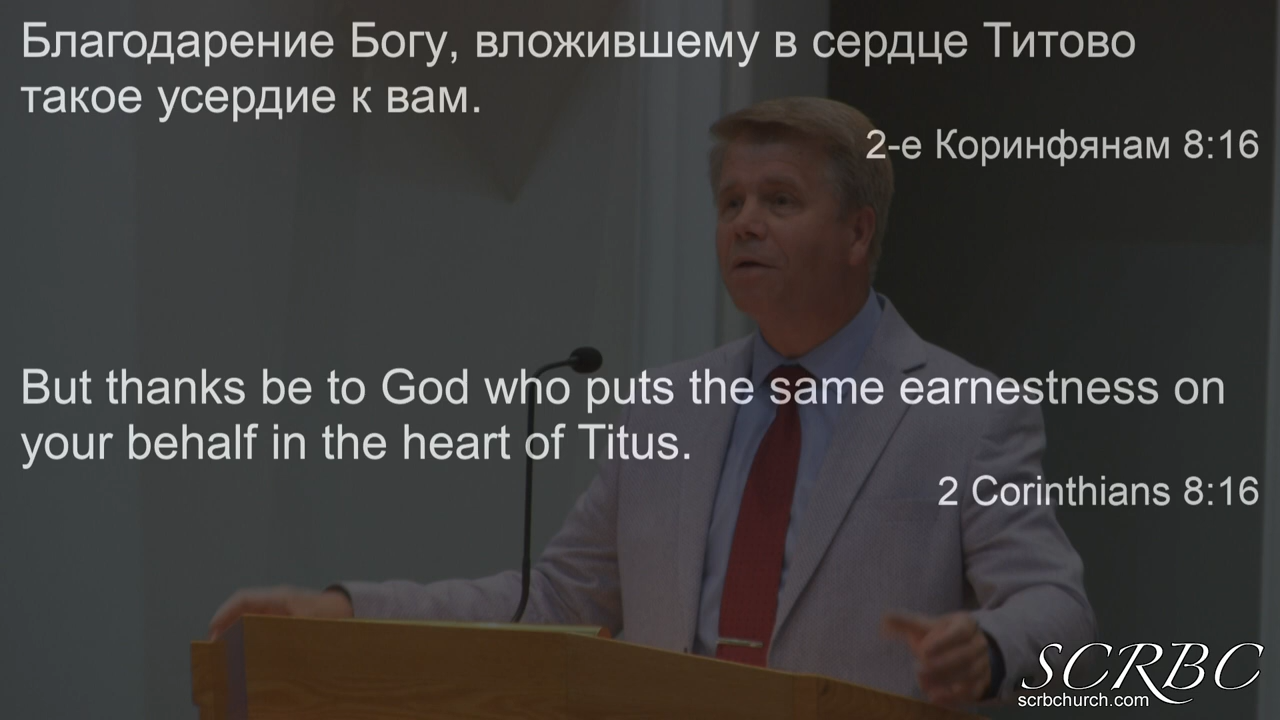 Благодарение Богу, вложившему в сердце Титово
такое усердие к вам.
2-е Коринфянам 8:16
But thanks be to God who puts the same earnestness on
your behalf in the heart of Titus.
2 Corinthians 8:16
SCRBC
scrbchurch.com